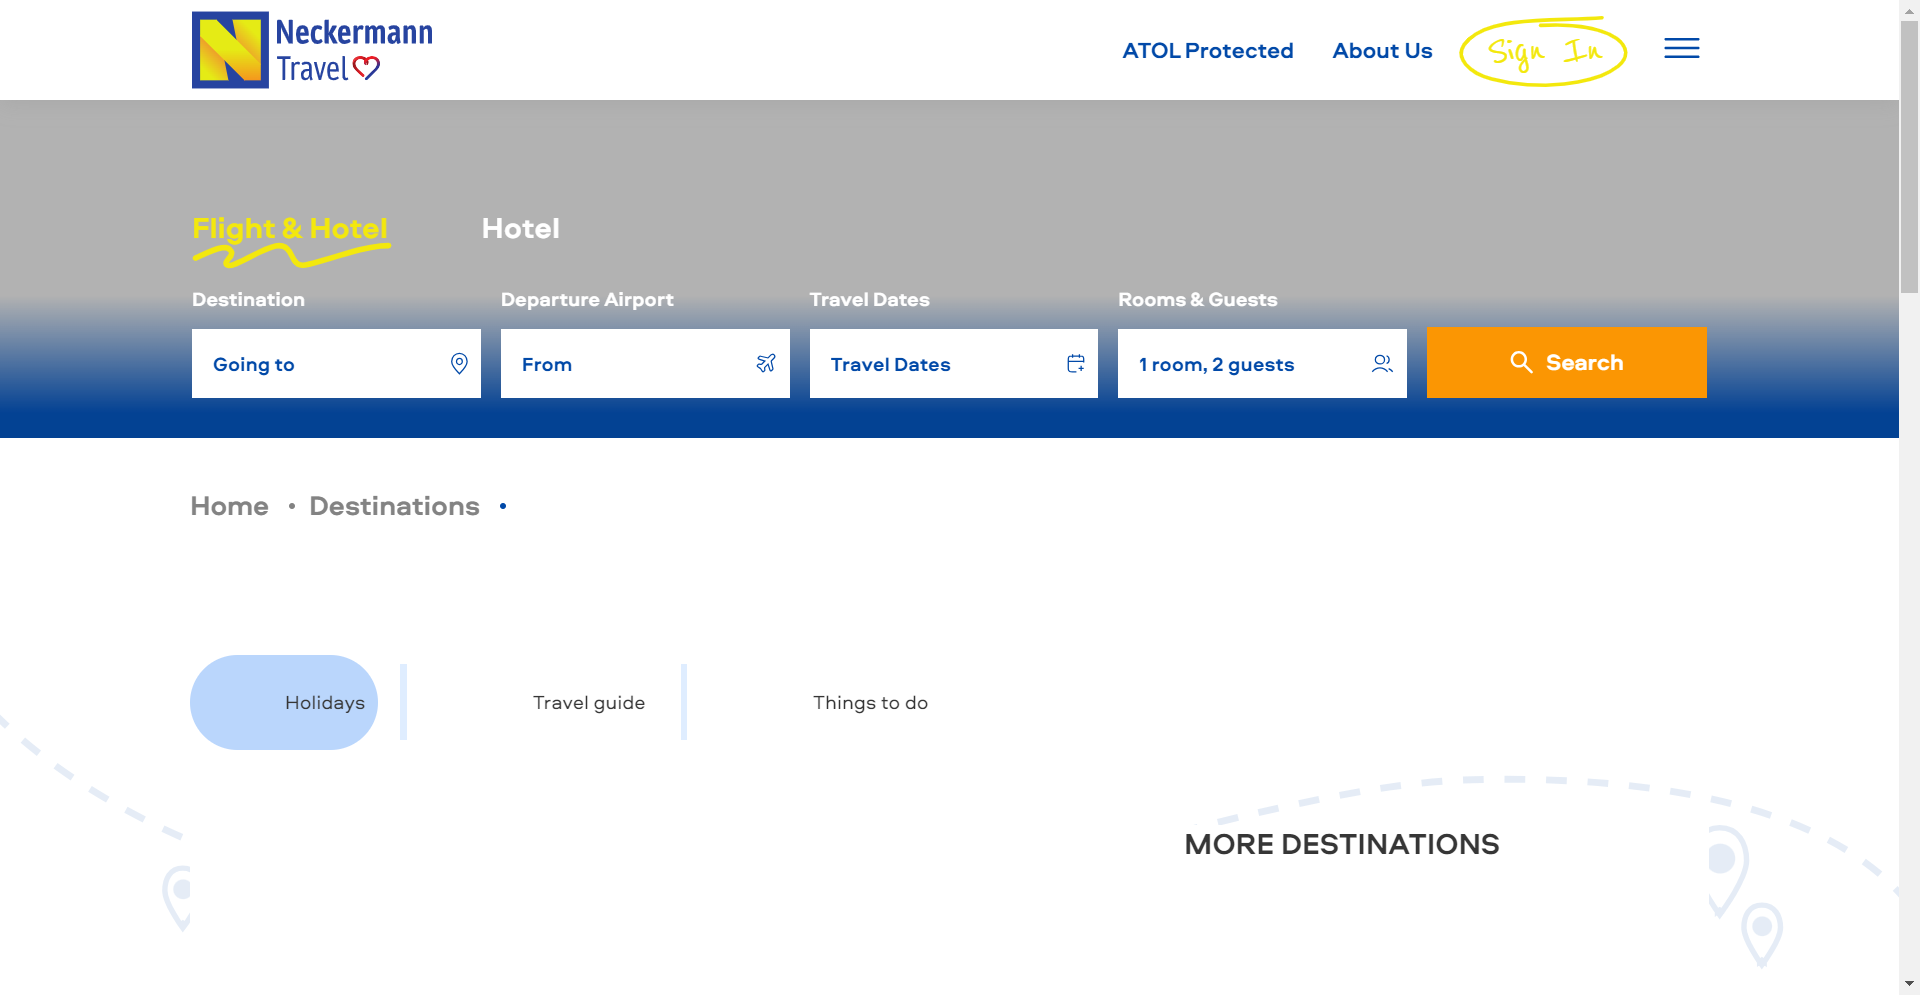 Neckermann
Travel
ATOL Protected
About Us
Sign In
Flight & Hotel
Hotel
Destination
Departure Airport
Travel Dates
Rooms & Guests
Going to
From
Travel Dates
1 room, 2 guests
Search
Home • Destinations •
Holidays
Travel guide
Things to do
MORE DESTINATIONS